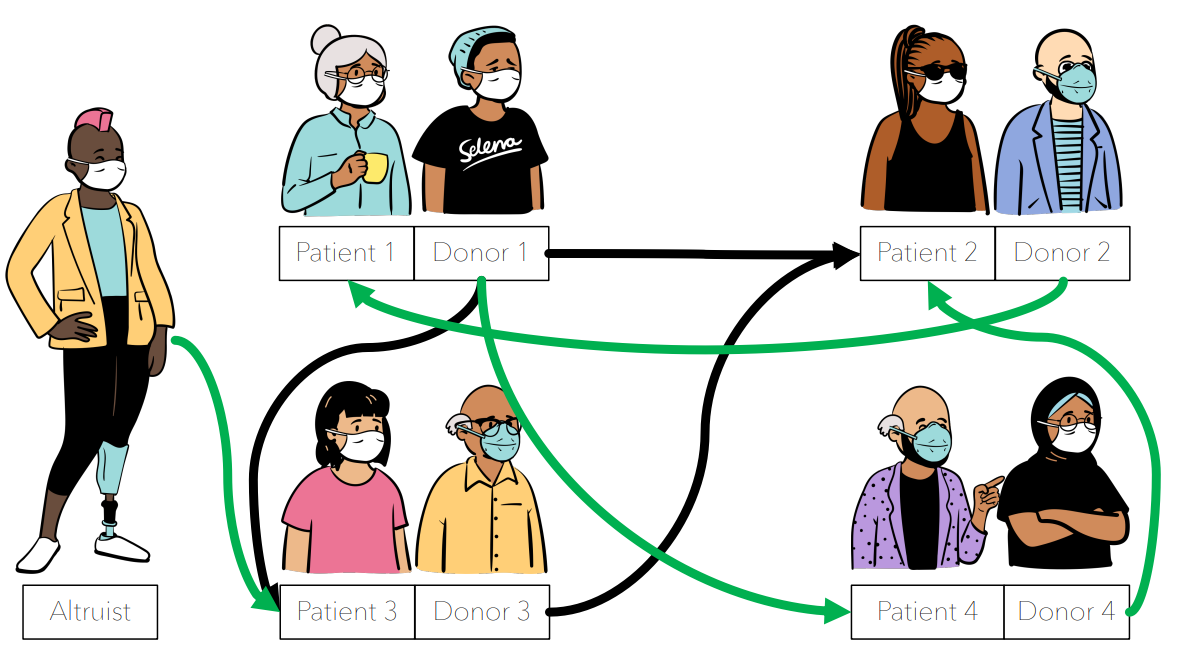 Selena
Patient 1 Donor 1
Patient 2 Donor 2
Altruist
Patient 3 Donor 3
Patient 4 Donor 4